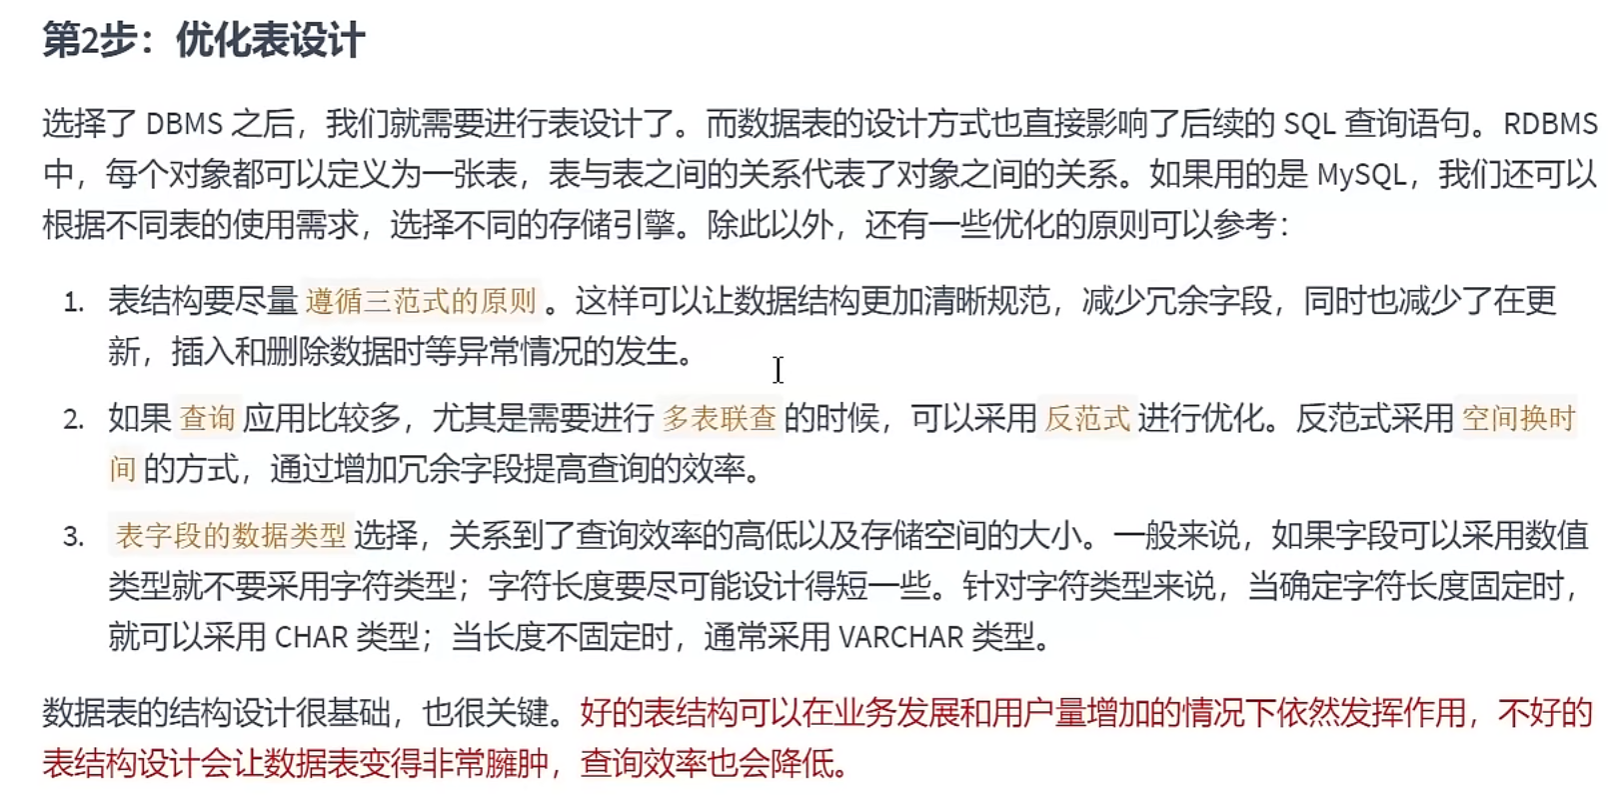 第2步：优化表设计
选择了 DBMS 之后，我们就需要进行表设计了。而数据表的设计方式也直接影响了后续的 SQL 查询语句。RDBMS
中，每个对象都可以定义为一张表，表与表之间的关系代表了对象之间的关系。如果用的是 MySQL，我们还可以
根据不同表的使用需求，选择不同的存储引擎。除此以外，还有一些优化的原则可以参考：
1. 表结构要尽量 遵循三范式的原则 。这样可以让数据结构更加清晰规范，减少冗余字段，同时也减少了在更
新，插入和删除数据时等异常情况的发生。
2. 如果 查询 应用比较多，尤其是需要进行 多表联查 的时候，可以采用 反范式 进行优化。反范式采用 空间换时
间 的方式，通过增加冗余字段提高查询的效率。
3. 表字段的数据类型 选择，关系到了查询效率的高低以及存储空间的大小。一般来说，如果字段可以采用数值
类型就不要采用字符类型；字符长度要尽可能设计得短一些。针对字符类型来说，当确定字符长度固定时，
就可以采用 CHAR 类型；当长度不固定时，通常采用 VARCHAR 类型。
数据表的结构设计很基础，也很关键。好的表结构可以在业务发展和用户量增加的情况下依然发挥作用，不好的
表结构设计会让数据表变得非常臃肿，查询效率也会降低。